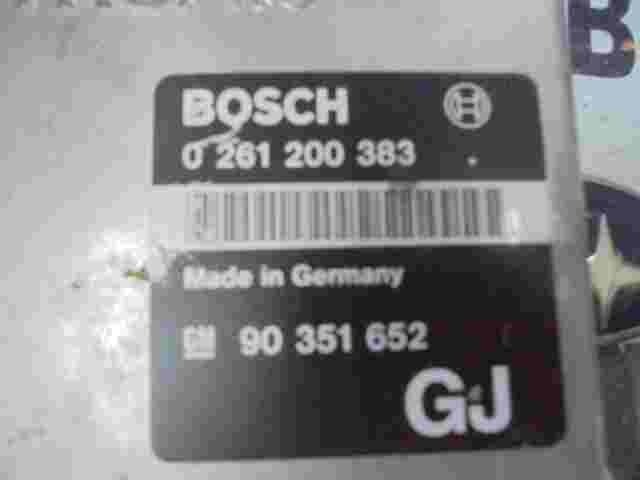 BOSCH
0 261 200 383
Made in Germany
GM 90 351 652
GJ
B